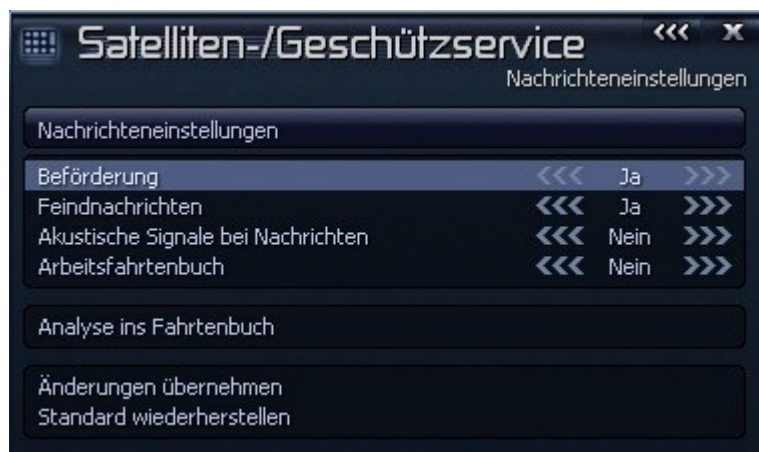 Satelliten-/Geschützservice <<< x
Nachrichteneinstellungen
Nachrichteneinstellungen
Beförderung <<< Ja >>>
Feindnachrichten <<< Ja >>>
Akustische Signale bei Nachrichten <<< Nein >>>
Arbeitsfahrtenbuch <<< Nein >>>
Analyse ins Fahrtenbuch
Änderungen übernehmen
Standard wiederherstellen